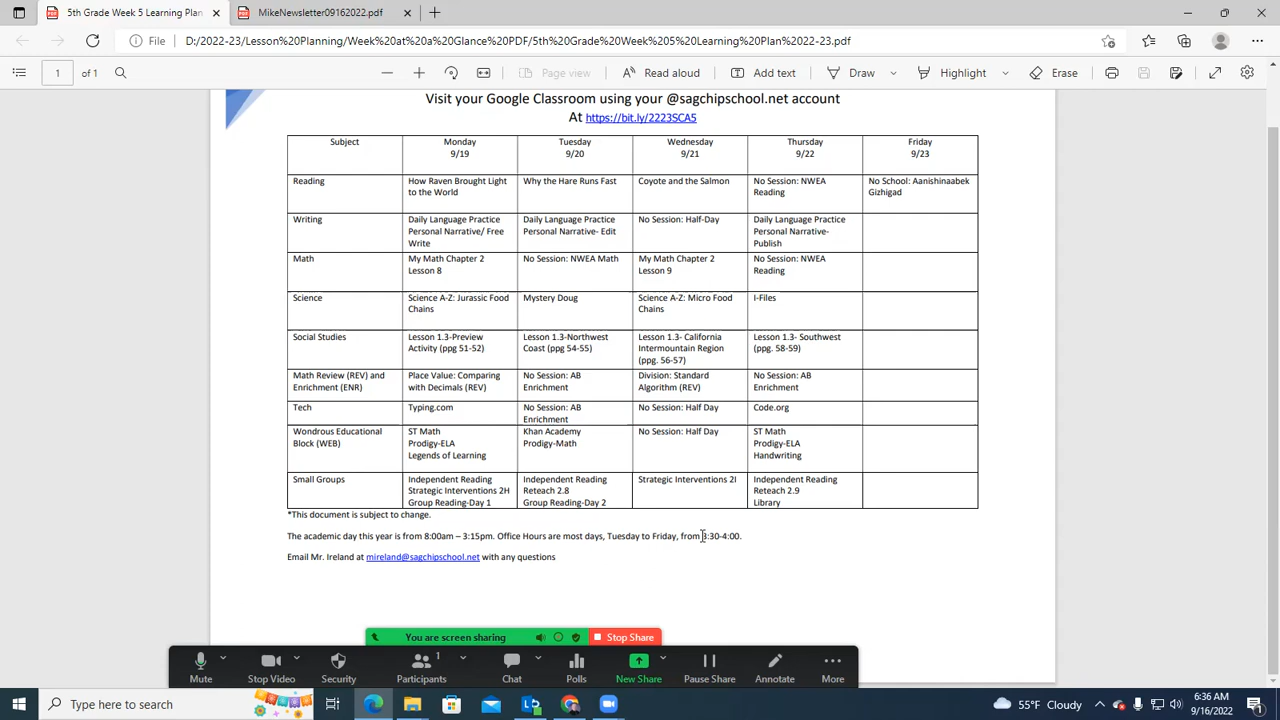 5th Grade Week 5 Learning Plan
MikeNewsletter09162022.pdf
File
D:/2022-23/Lesson%20Planning/Week%20at%20a%20Glance%20PDF/5th%20Grade%20Week%205%20Learning%20Plan%2022-23.pdf
1
of 1
Page view
Read aloud
Add text
Draw
Highlight
Erase
Visit your Google Classroom using your @sagchipschool.net account
At https://bit.ly/2223SCA5
Subject
Monday
9/19
Tuesday
9/20
Wednesday
9/21
Thursday
9/22
Friday
9/23
Reading
How Raven Brought Light
to the World
Why the Hare Runs Fast
Coyote and the Salmon
No Session: NWEA
Reading
No School: Aanishinaabek
Gizhigad
Writing
Daily Language Practice
Personal Narrative/ Free
Write
Daily Language Practice
Personal Narrative- Edit
No Session: Half-Day
Daily Language Practice
Personal Narrative-
Publish
Math
My Math Chapter 2
Lesson 8
No Session: NWEA Math
My Math Chapter 2
Lesson 9
No Session: NWEA
Reading
Science
Science A-Z: Jurassic Food
Chains
Mystery Doug
Science A-Z: Micro Food
Chains
I-Files
Social Studies
Lesson 1.3-Preview
Activity (ppg 51-52)
Lesson 1.3-Northwest
Coast (ppg 54-55)
Lesson 1.3- California
Intermountain Region
(ppg. 56-57)
Lesson 1.3- Southwest
(ppg. 58-59)
Math Review (REV) and
Enrichment (ENR)
Place Value: Comparing
with Decimals (REV)
No Session: AB
Enrichment
Division: Standard
Algorithm (REV)
No Session: AB
Enrichment
Tech
Typing.com
No Session: AB
Enrichment
No Session: Half Day
Code.org
Wondrous Educational
Block (WEB)
ST Math
Prodigy-ELA
Legends of Learning
Khan Academy
Prodigy-Math
No Session: Half Day
ST Math
Prodigy-ELA
Handwriting
Small Groups
Independent Reading
Strategic Interventions 2H
Group Reading-Day 1
Independent Reading
Reteach 2.8
Group Reading-Day 2
Strategic Interventions 2I
Independent Reading
Reteach 2.9
Library
*This document is subject to change.
The academic day this year is from 8:00am – 3:15pm. Office Hours are most days, Tuesday to Friday, from 3:30-4:00.
Email Mr. Ireland at mireland@sagchipschool.net with any questions
You are screen sharing
Stop Share
Mute
Stop Video
Security
1
Participants
Chat
Polls
New Share
Pause Share
Annotate
More
Type here to search
55°F Cloudy
6:36 AM
9/16/2022
1